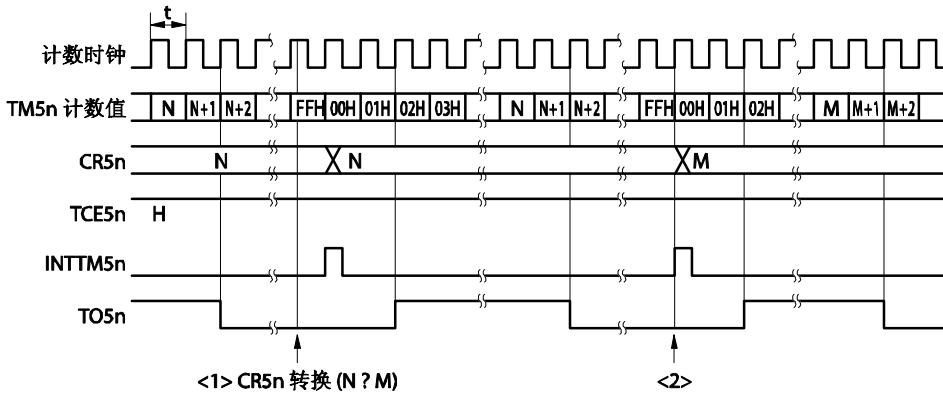 t
计数时钟
TM5n 计数值 N N+1 N+2 FFH 00H 01H 02H 03H N N+1 N+2 FFH 00H 01H 02H M M+1 M+2
CR5n N N M
TCE5n H
INTTM5n
TO5n
<1> CR5n 转换 (N ? M) <2>